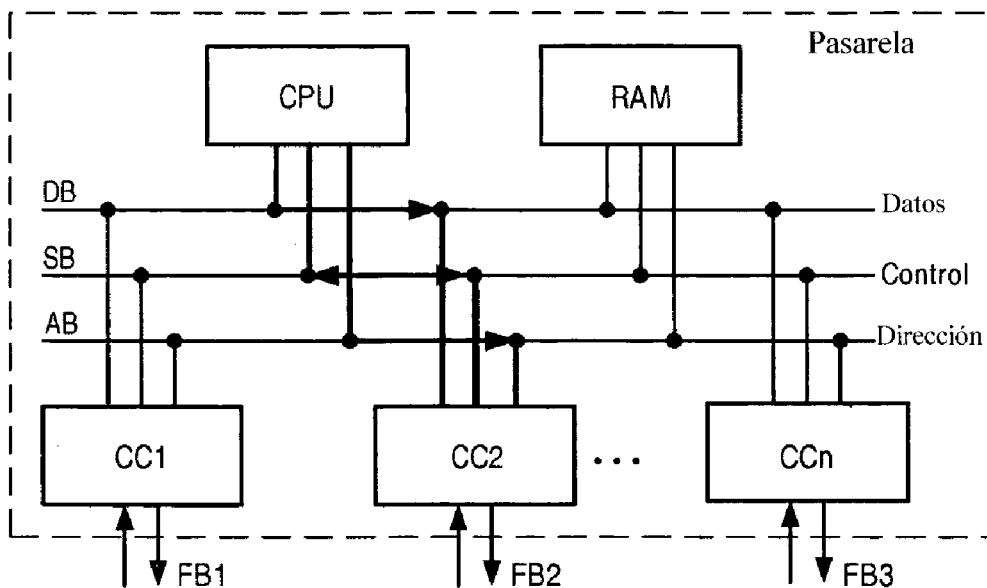 Pasarela
CPU
RAM
DB
Datos
SB
Control
AB
Dirección
CC1
CC2
...
CCn
FB1
FB2
FB3